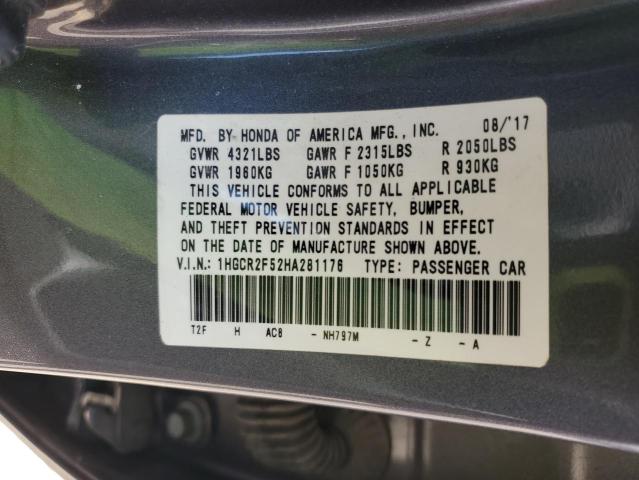 MFD. BY HONDA OF AMERICA MFG., INC. 08/'17
GVWR 4321LBS GAWR F 2315LBS R 2050LBS
GVWR 1960KG GAWR F 1050KG R 930KG
THIS VEHICLE CONFORMS TO ALL APPLICABLE
FEDERAL MOTOR VEHICLE SAFETY, BUMPER,
AND THEFT PREVENTION STANDARDS IN EFFECT
ON THE DATE OF MANUFACTURE SHOWN ABOVE.
V.I.N.: 1HGCR2F52HA281176 TYPE: PASSENGER CAR
T2F H AC8 - NH797M - Z - A